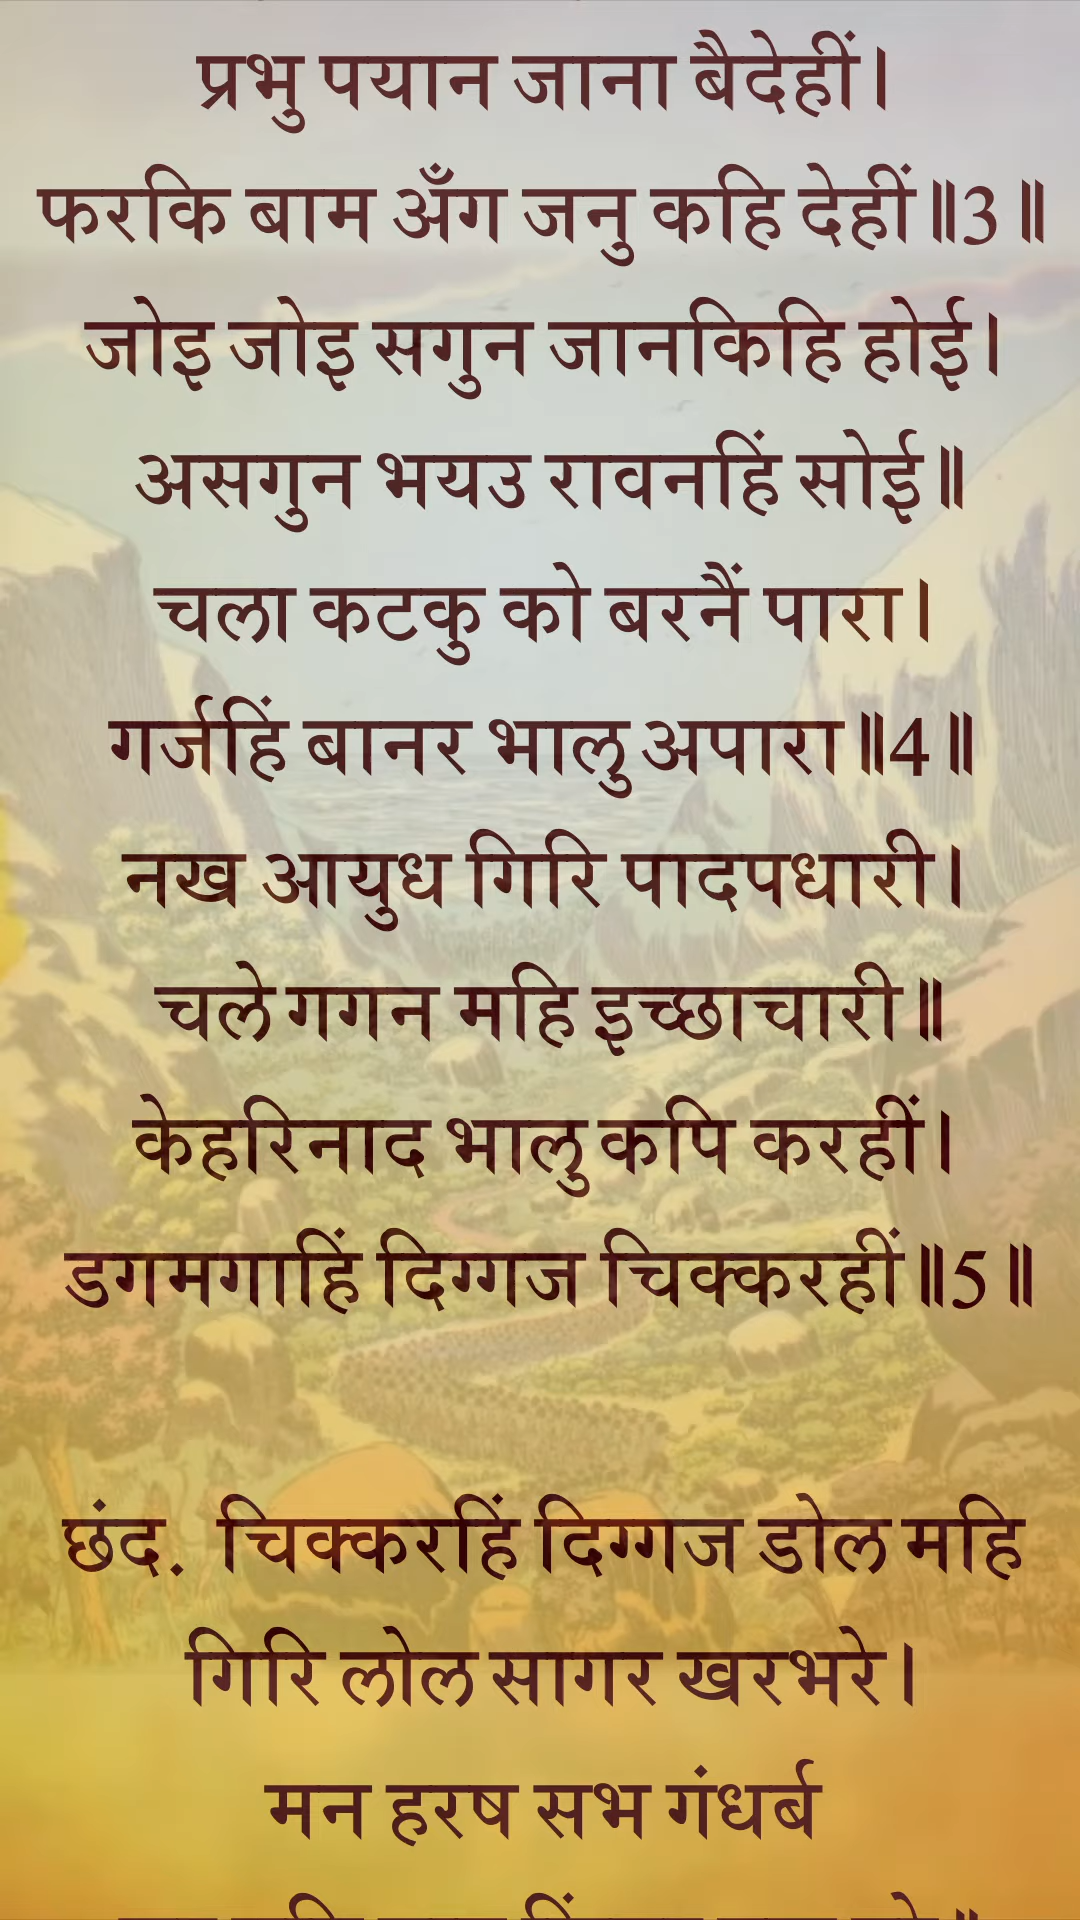 प्रभु पयान जाना बैदेहीं।
फरकि बाम अँग जनु कहि देहीं॥3॥
जोइ जोइ सगुन जानकिहि होई।
असगुन भयउ रावनहिं सोई॥
चला कटकु को बरनैं पारा।
गर्जहिं बानर भालु अपारा॥4॥
नख आयुध गिरि पादपधारी।
चले गगन महि इच्छाचारी॥
केहरिनाद भालु कपि करहीं।
डगमगाहिं दिग्गज चिक्करहीं॥5॥
छंद. चिक्करहिं दिग्गज डोल महि
गिरि लोल सागर खरभरे।
मन हरष सभ गंधर्ब